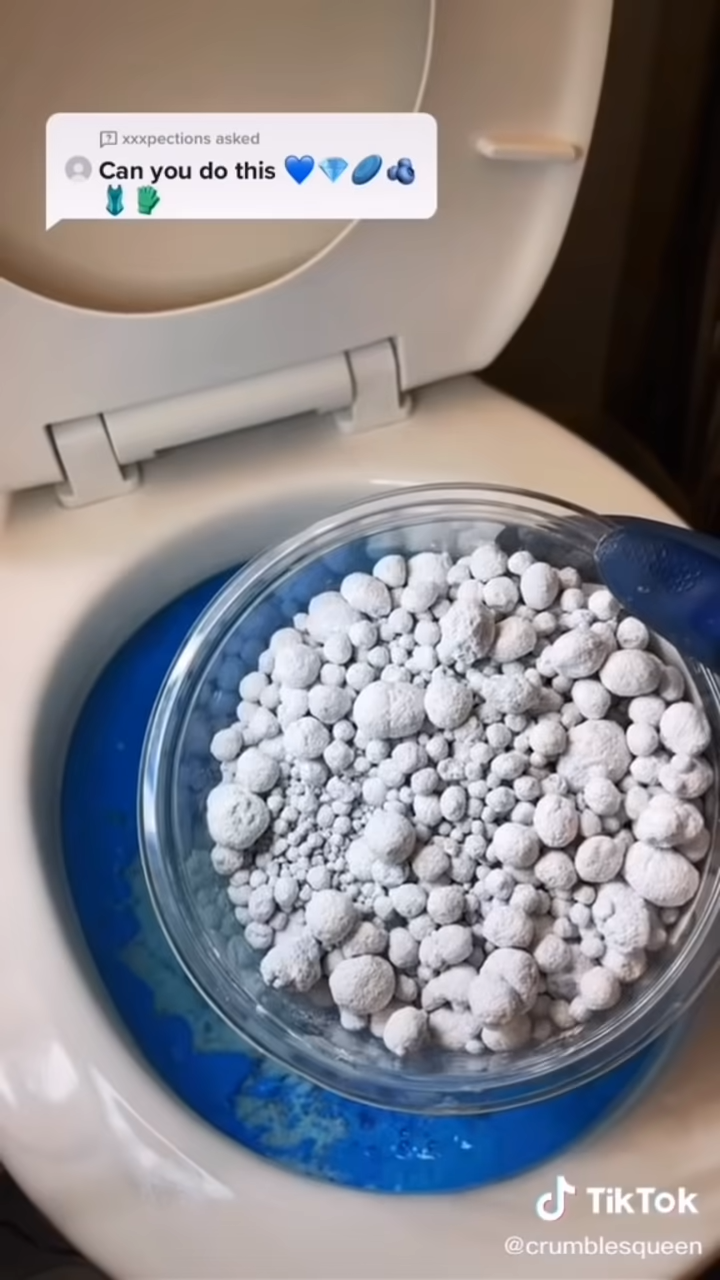 xxxpections asked
Can you do this 💙💎🥏🫐
🩱🧤
TikTok
@crumblesqueen